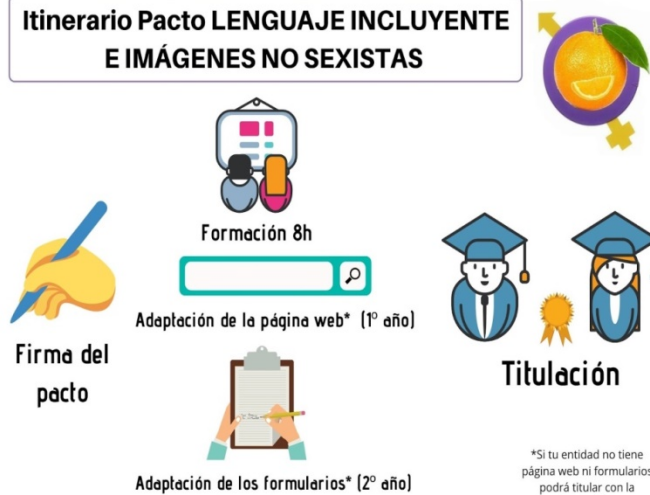 Itinerario Pacto LENGUAJE INCLUYENTE
E IMÁGENES NO SEXISTAS
Formación 8h
Adaptación de la página web* (1º año)
Firma del
pacto
Adaptación de los formularios* (2º año)
Titulación
*Si tu entidad no tiene
página web ni formularios
podrá titular con la